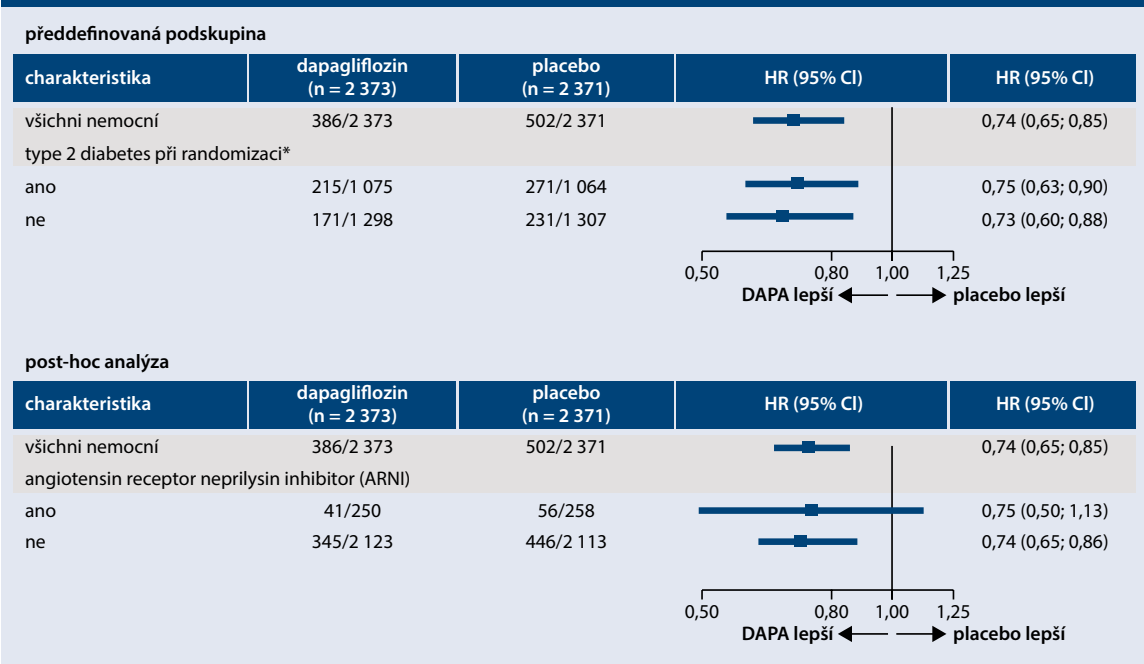 předdefinovaná podskupina
charakteristika dapagliflozin (n = 2 373) placebo (n = 2 371) HR (95% Cl) HR (95% Cl)
všichni nemocní 386/2 373 502/2 371 0,74 (0,65; 0,85)
type 2 diabetes při randomizaci*
ano 215/1 075 271/1 064 0,75 (0,63; 0,90)
ne 171/1 298 231/1 307 0,73 (0,60; 0,88)
0,50 0,80 1,00 1,25
DAPA lepší placebo lepší
post-hoc analýza
charakteristika dapagliflozin (n = 2 373) placebo (n = 2 371) HR (95% Cl) HR (95% Cl)
všichni nemocní 386/2 373 502/2 371 0,74 (0,65; 0,85)
angiotensin receptor neprilysin inhibitor (ARNI)
ano 41/250 56/258 0,75 (0,50; 1,13)
ne 345/2 123 446/2 113 0,74 (0,65; 0,86)
0,50 0,80 1,00 1,25
DAPA lepší placebo lepší